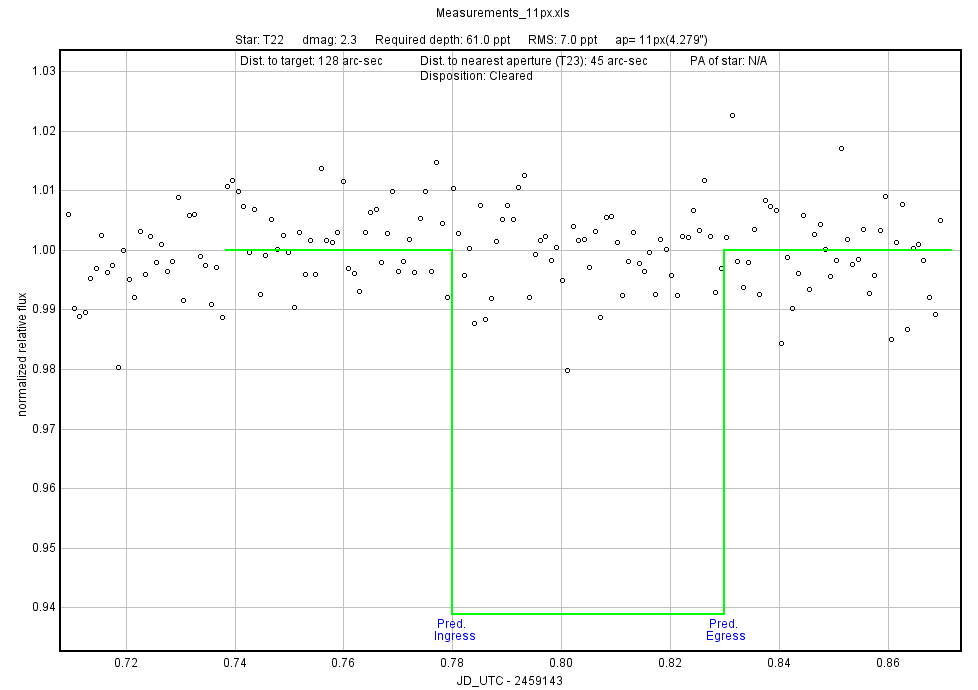 Measurements_11px.xls
Star: T22 dmag: 2.3 Required depth: 61.0 ppt RMS: 7.0 ppt ap= 11px(4.279")
Dist. to target: 128 arc-sec Dist. to nearest aperture (T23): 45 arc-sec PA of star: N/A
Disposition: Cleared
1.03
1.02
1.01
1.00
0.99
0.98
0.97
0.96
0.95
0.94
normalized relative flux
Pred. Ingress
Pred. Egress
0.72 0.74 0.76 0.78 0.80 0.82 0.84 0.86
JD_UTC - 2459143